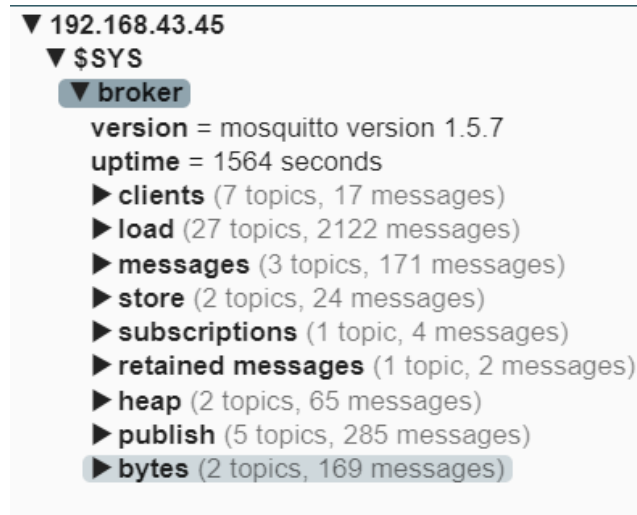 ▼ 192.168.43.45
▼ $SYS
▼ broker
version = mosquitto version 1.5.7
uptime = 1564 seconds
▶ clients (7 topics, 17 messages)
▶ load (27 topics, 2122 messages)
▶ messages (3 topics, 171 messages)
▶ store (2 topics, 24 messages)
▶ subscriptions (1 topic, 4 messages)
▶ retained messages (1 topic, 2 messages)
▶ heap (2 topics, 65 messages)
▶ publish (5 topics, 285 messages)
▶ bytes (2 topics, 169 messages)